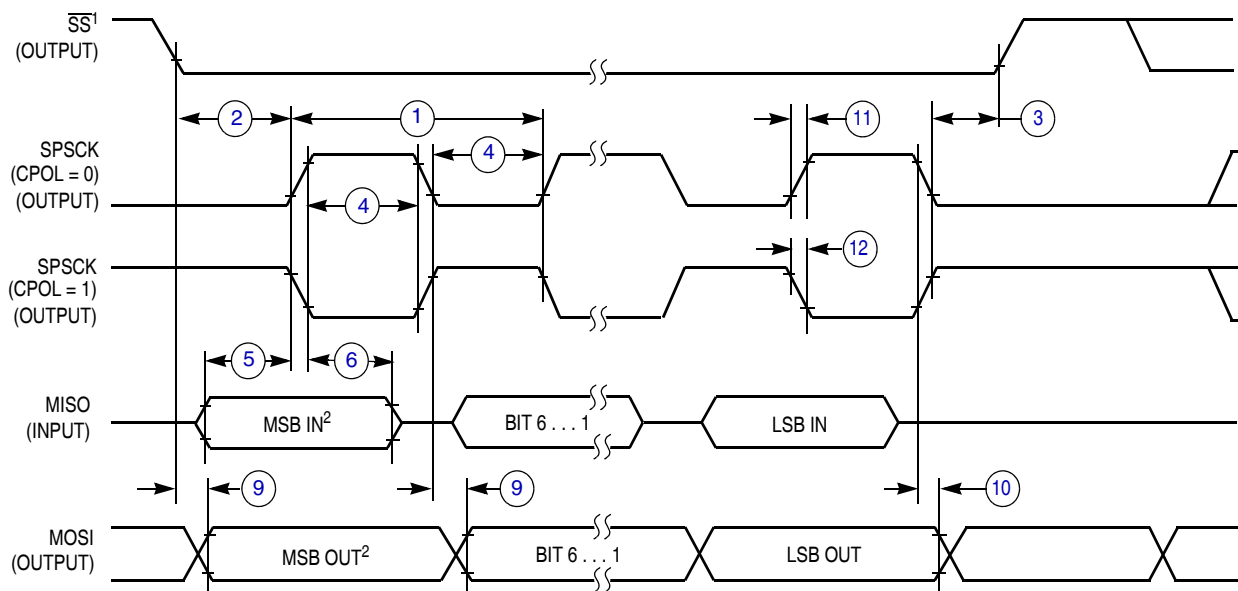 SS¹
(OUTPUT)
2
1
11
3
SPSCK
(CPOL = 0)
(OUTPUT)
4
4
SPSCK
(CPOL = 1)
(OUTPUT)
12
5
6
MISO
(INPUT)
MSB IN²
BIT 6 . . . 1
LSB IN
9
9
10
MOSI
(OUTPUT)
MSB OUT²
BIT 6 . . . 1
LSB OUT